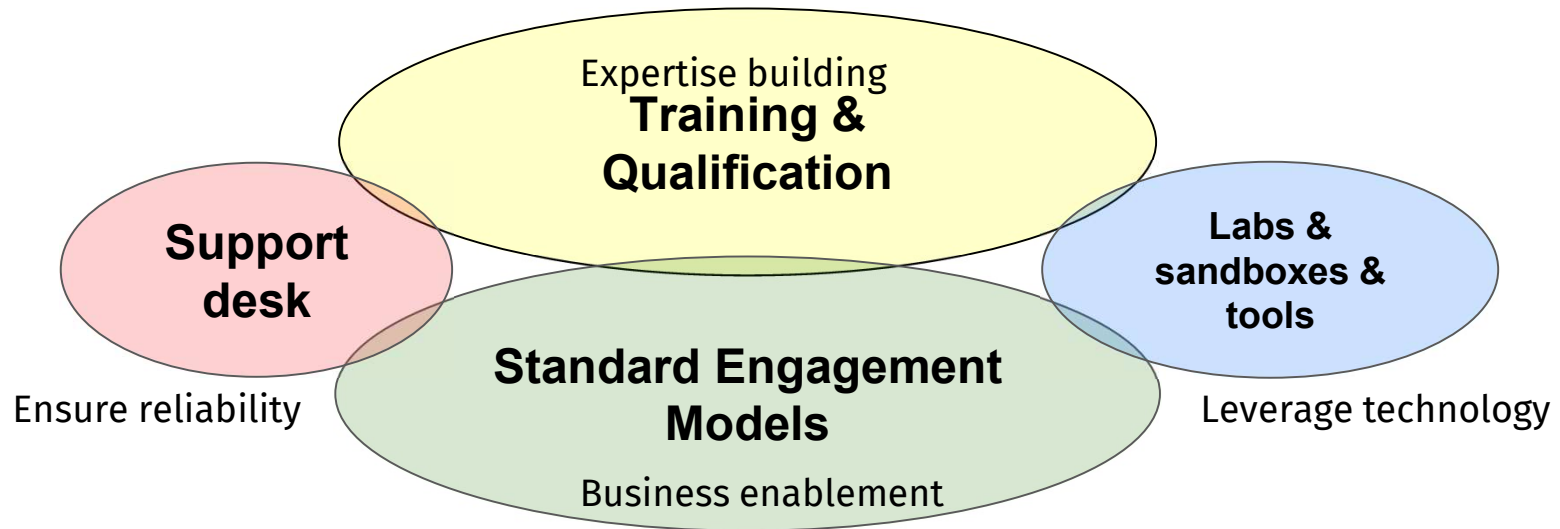 Expertise building
Training &
Qualification
Support
desk
Labs &
sandboxes &
tools
Standard Engagement
Models
Ensure reliability
Leverage technology
Business enablement